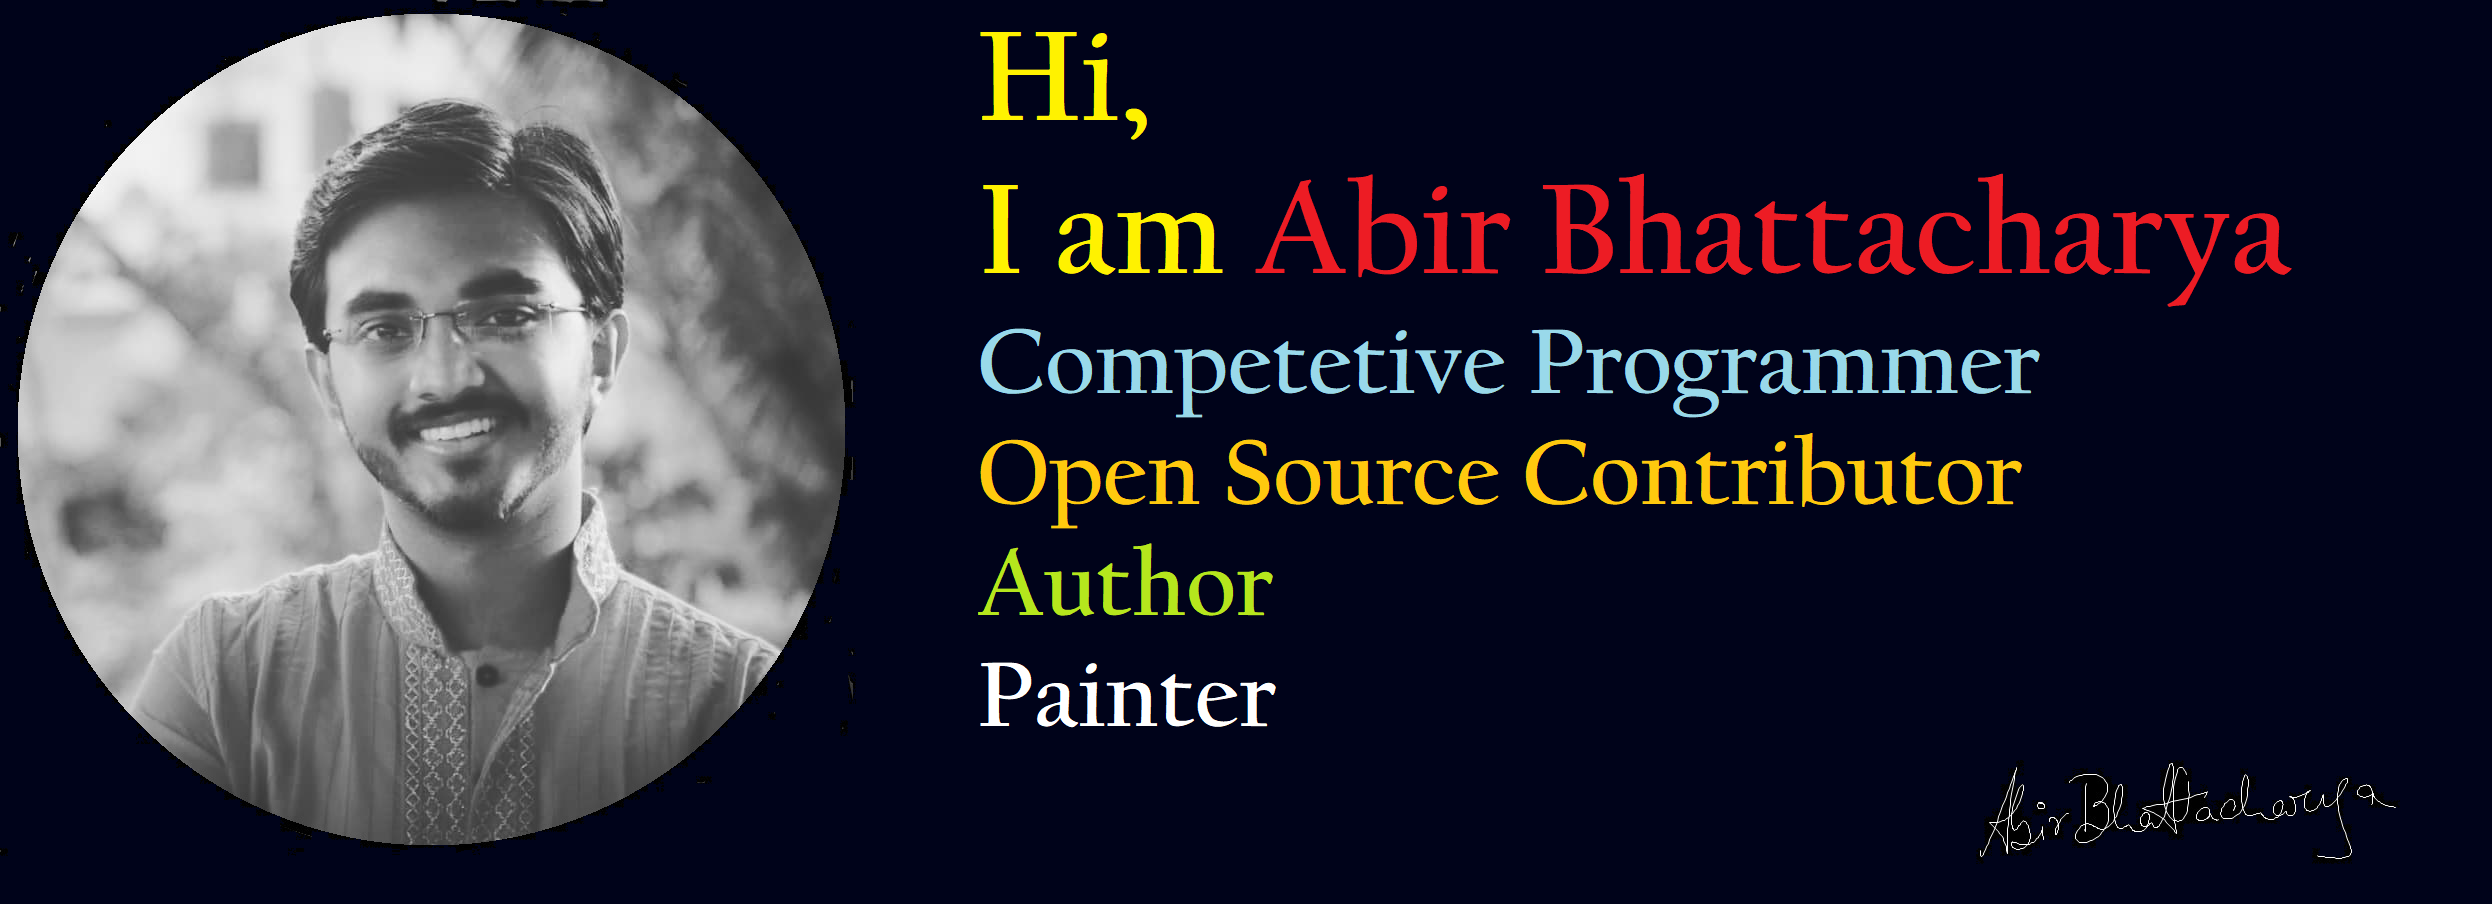 Hi,
I am Abir Bhattacharya
Competetive Programmer
Open Source Contributor
Author
Painter
Abir Bhattacharya